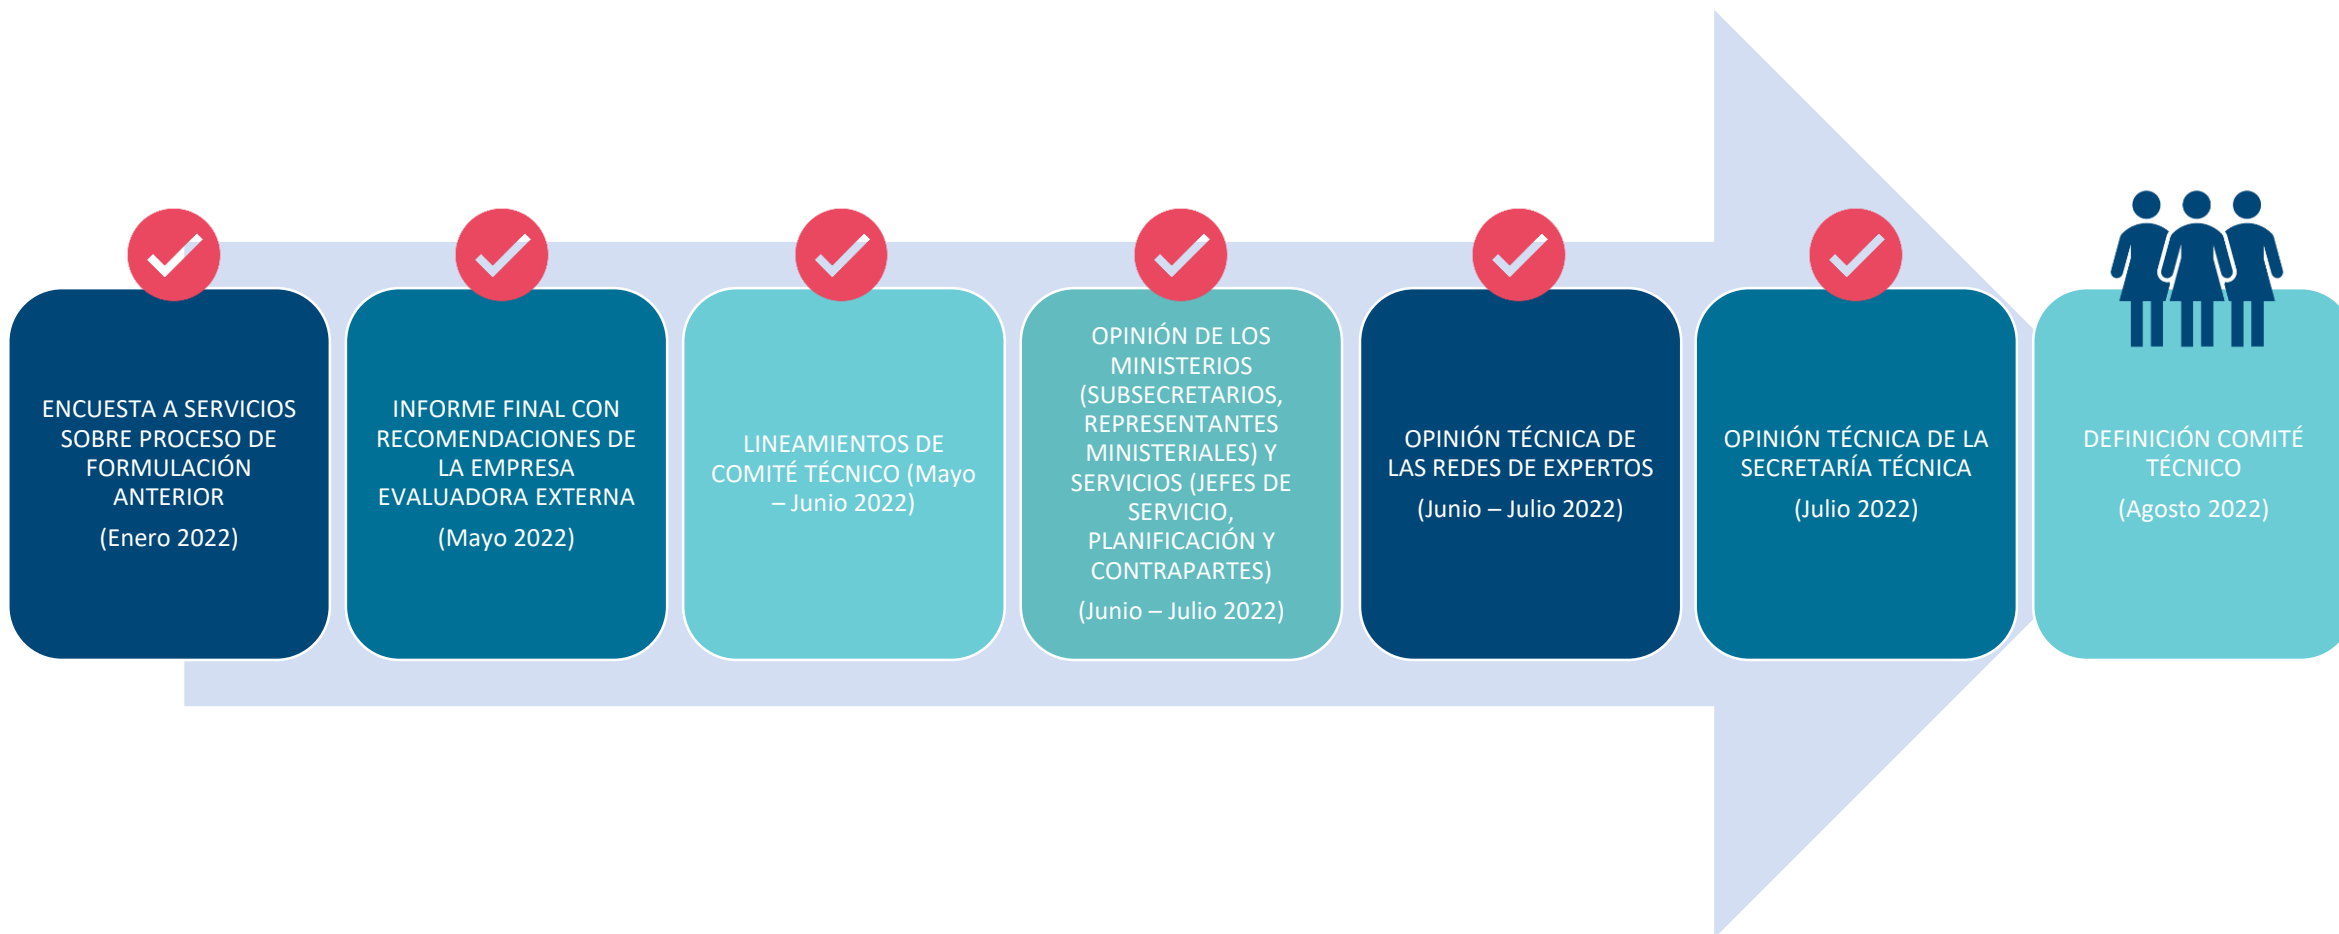 ENCUESTA A SERVICIOS
SOBRE PROCESO DE
FORMULACIÓN
ANTERIOR
(Enero 2022)
INFORME FINAL CON
RECOMENDACIONES DE
LA EMPRESA
EVALUADORA EXTERNA
(Mayo 2022)
LINEAMIENTOS DE
COMITÉ TÉCNICO (Mayo
– Junio 2022)
OPINIÓN DE LOS
MINISTERIOS
(SUBSECRETARIOS,
REPRESENTANTES
MINISTERIALES) Y
SERVICIOS (JEFES DE
SERVICIO,
PLANIFICACIÓN Y
CONTRAPARTES)
(Junio – Julio 2022)
OPINIÓN TÉCNICA DE
LAS REDES DE EXPERTOS
(Junio – Julio 2022)
OPINIÓN TÉCNICA DE LA
SECRETARÍA TÉCNICA
(Julio 2022)
DEFINICIÓN COMITÉ
TÉCNICO
(Agosto 2022)